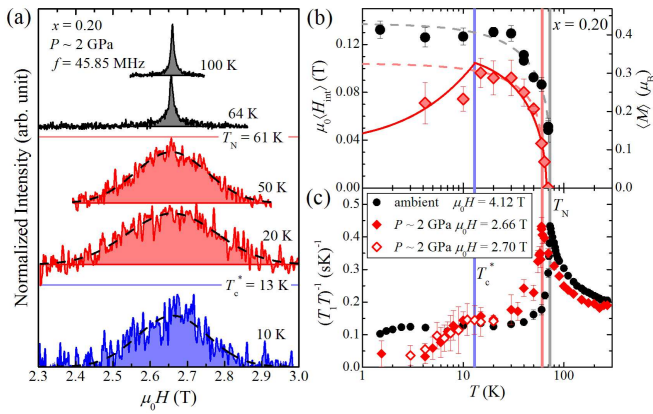 (a)
x = 0.20
P ~ 2 GPa
f = 45.85 MHz
100 K
64 K
T_N = 61 K
50 K
20 K
T_c^* = 13 K
10 K
Normalized Intensity (arb. unit)
2.3 2.4 2.5 2.6 2.7 2.8 2.9 3.0
μ₀H (T)
(b)
x = 0.20
0.12
0.08
0.04
0.00
μ₀⟨H_int⟩ (T)
0.4
0.3
0.2
0.1
0.0
⟨M⟩ (μ_B)
(c)
ambient μ₀H = 4.12 T
P ~ 2 GPa μ₀H = 2.66 T
P ~ 2 GPa μ₀H = 2.70 T
T_N
T_c^*
0.5
0.4
0.3
0.2
0.1
0.0
(T₁T)⁻¹ (sK)⁻¹
1 10 100
T (K)